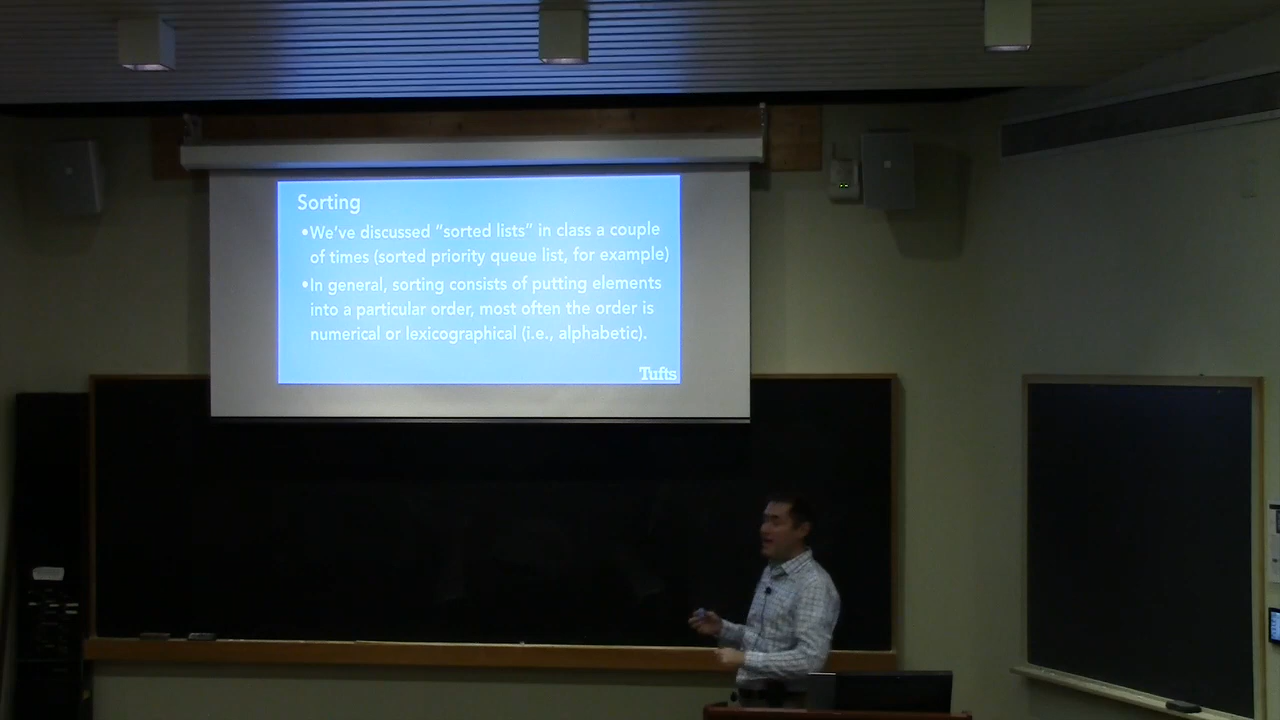 Sorting
•We've discussed “sorted lists” in class a couple
of times (sorted priority queue list, for example)
•In general, sorting consists of putting elements
into a particular order, most often the order is
numerical or lexicographical (i.e., alphabetic).
Tufts